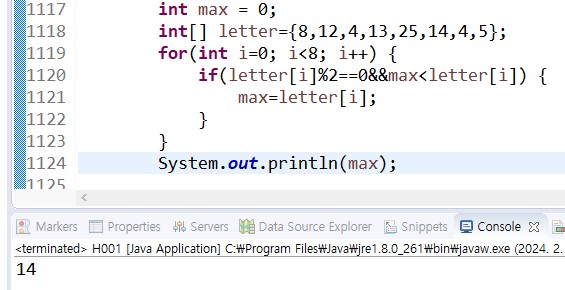 1117 int max = 0;
1118 int[] letter={8,12,4,13,25,14,4,5};
1119 for(int i=0; i<8; i++) {
1120 if(letter[i]%2==0&&max<letter[i]) {
1121 max=letter[i];
1122 }
1123 }
1124 System.out.println(max);
1125
Markers Properties Servers Data Source Explorer Snippets Console
<terminated> H001 [Java Application] C:₩Program Files₩Java₩jre1.8.0_261₩bin₩javaw.exe (2024. 2.
14